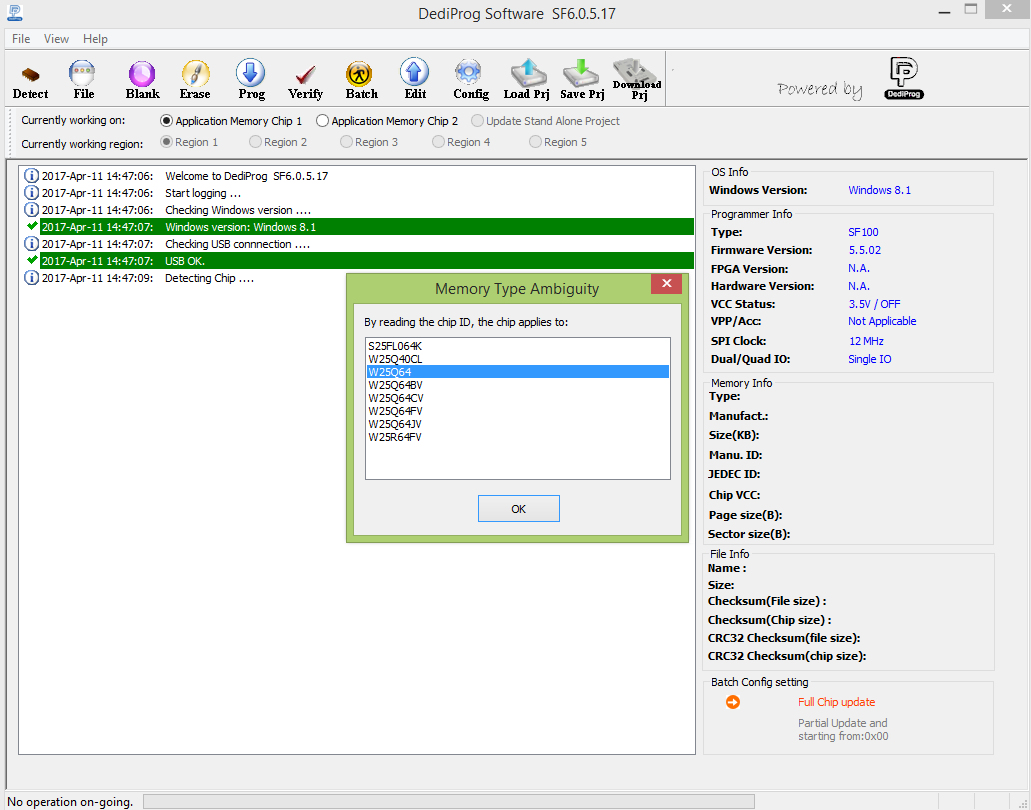 DediProg Software  SF6.0.5.17
File View Help
Detect File Blank Erase Prog Verify Batch Edit Config Load Prj Save Prj Download Prj
Powered by DediProg
Currently working on: Application Memory Chip 1 Application Memory Chip 2 Update Stand Alone Project
Currently working region: Region 1 Region 2 Region 3 Region 4 Region 5
2017-Apr-11 14:47:06: Welcome to DediProg  SF6.0.5.17
2017-Apr-11 14:47:06: Start logging ...
2017-Apr-11 14:47:06: Checking Windows version ....
2017-Apr-11 14:47:07: Windows version: Windows 8.1
2017-Apr-11 14:47:07: Checking USB connnection ....
2017-Apr-11 14:47:07: USB OK.
2017-Apr-11 14:47:09: Detecting Chip ....
Memory Type Ambiguity
By reading the chip ID, the chip applies to:
S25FL064K
W25Q40CL
W25Q64
W25Q64BV
W25Q64CV
W25Q64FV
W25Q64JV
W25R64FV
OK
OS Info
Windows Version: Windows 8.1
Programmer Info
Type: SF100
Firmware Version: 5.5.02
FPGA Version: N.A.
Hardware Version: N.A.
VCC Status: 3.5V / OFF
VPP/Acc: Not Applicable
SPI Clock: 12 MHz
Dual/Quad IO: Single IO
Memory Info
Type:
Manufact.:
Size(KB):
Manu. ID:
JEDEC ID:
Chip VCC:
Page size(B):
Sector size(B):
File Info
Name :
Size:
Checksum(File size) :
Checksum(Chip size) :
CRC32 Checksum(file size):
CRC32 Checksum(chip size):
Batch Config setting
Full Chip update
Partial Update and
starting from:0x00
No operation on-going.